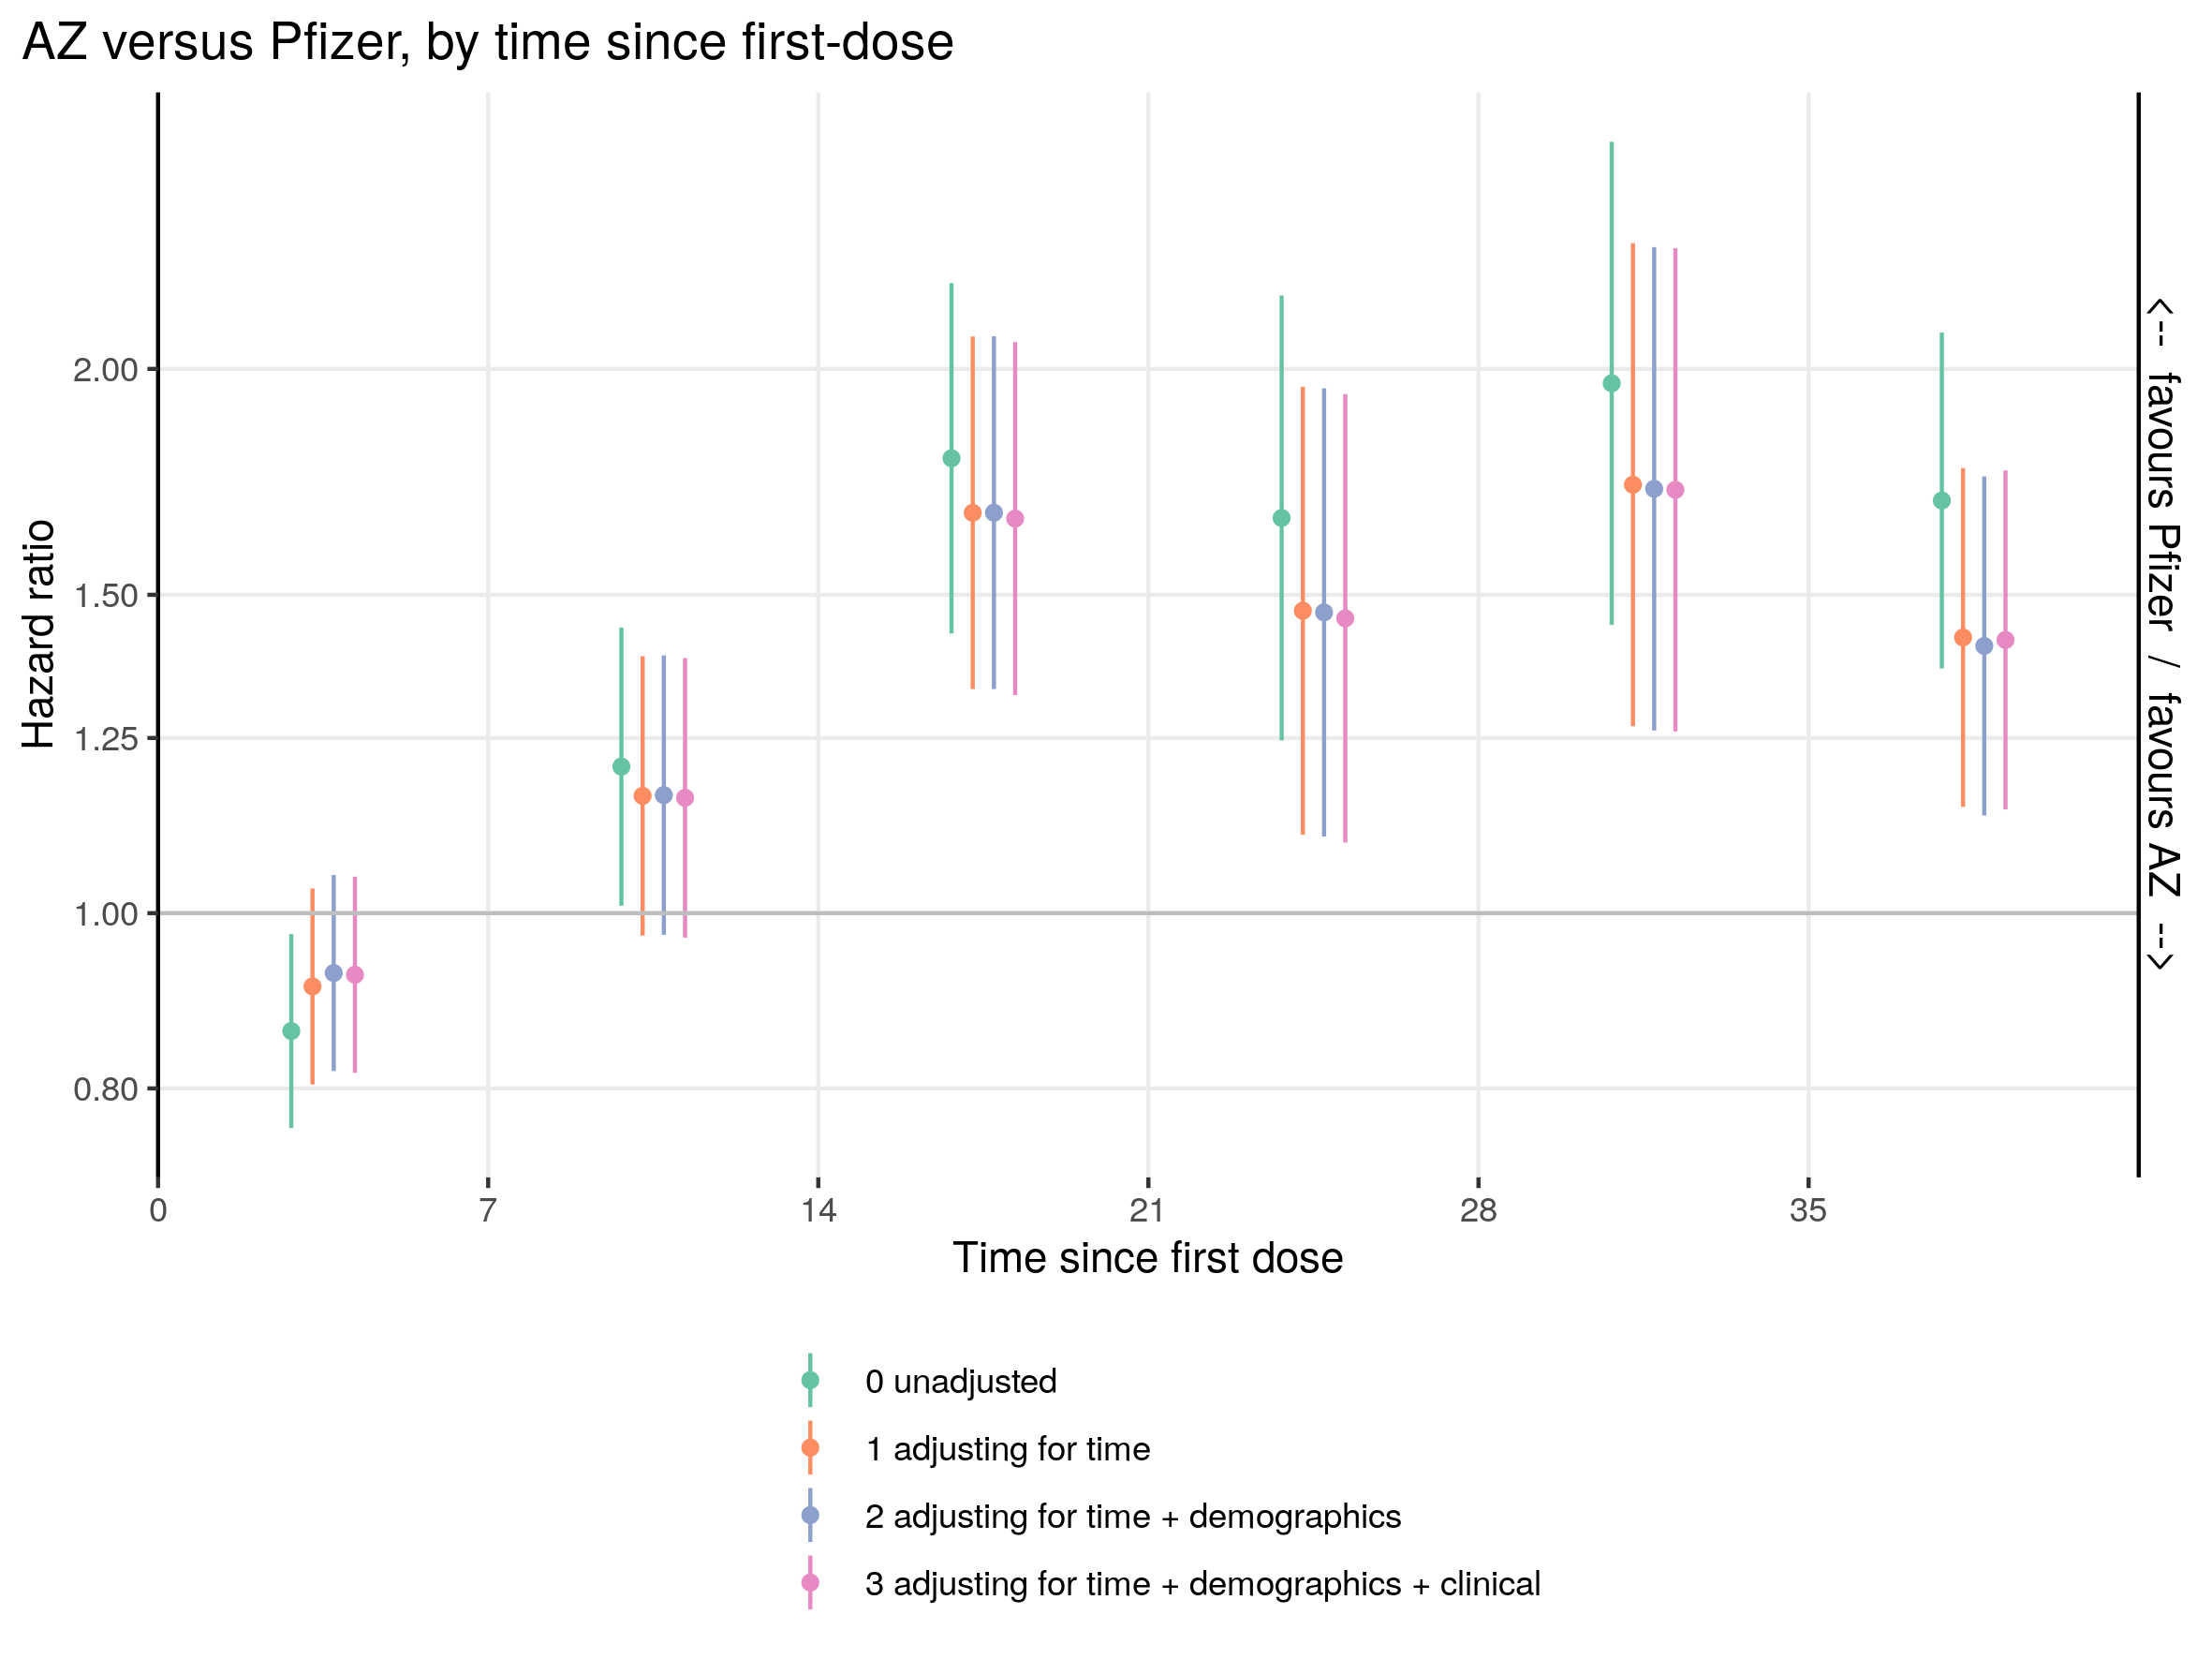 AZ versus Pfizer, by time since first-dose
Hazard ratio
2.00
1.50
1.25
1.00
0.80
0
7
14
21
28
35
Time since first dose
<-- favours Pfizer / favours AZ -->
0 unadjusted
1 adjusting for time
2 adjusting for time + demographics
3 adjusting for time + demographics + clinical